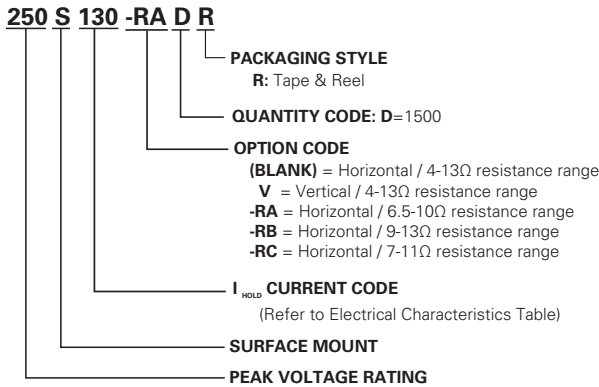 250 S 130 -RA D R
PACKAGING STYLE
R: Tape & Reel
QUANTITY CODE: D=1500
OPTION CODE
(BLANK) = Horizontal / 4-13Ω resistance range
V = Vertical / 4-13Ω resistance range
-RA = Horizontal / 6.5-10Ω resistance range
-RB = Horizontal / 9-13Ω resistance range
-RC = Horizontal / 7-11Ω resistance range
I HOLD CURRENT CODE
(Refer to Electrical Characteristics Table)
SURFACE MOUNT
PEAK VOLTAGE RATING